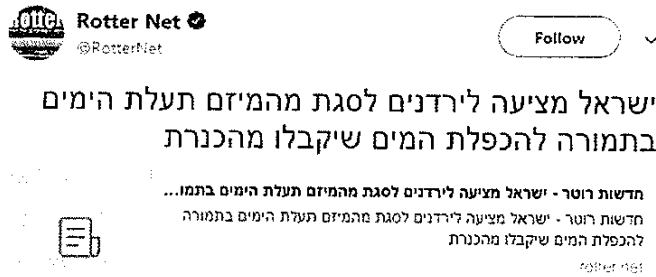 Rotter
Rotter Net
@RotterNet
Follow
ישראל מציעה לירדנים לסגת מהמיזם תעלת הימים
בתמורה להכפלת המים שיקבלו מהכנרת
חדשות רוטר - ישראל מציעה לירדנים לסגת מהמיזם תעלת הימים בתמו...
חדשות רוטר - ישראל מציעה לירדנים לסגת מהמיזם תעלת הימים בתמורה
להכפלת המים שיקבלו מהכנרת
rotter.net